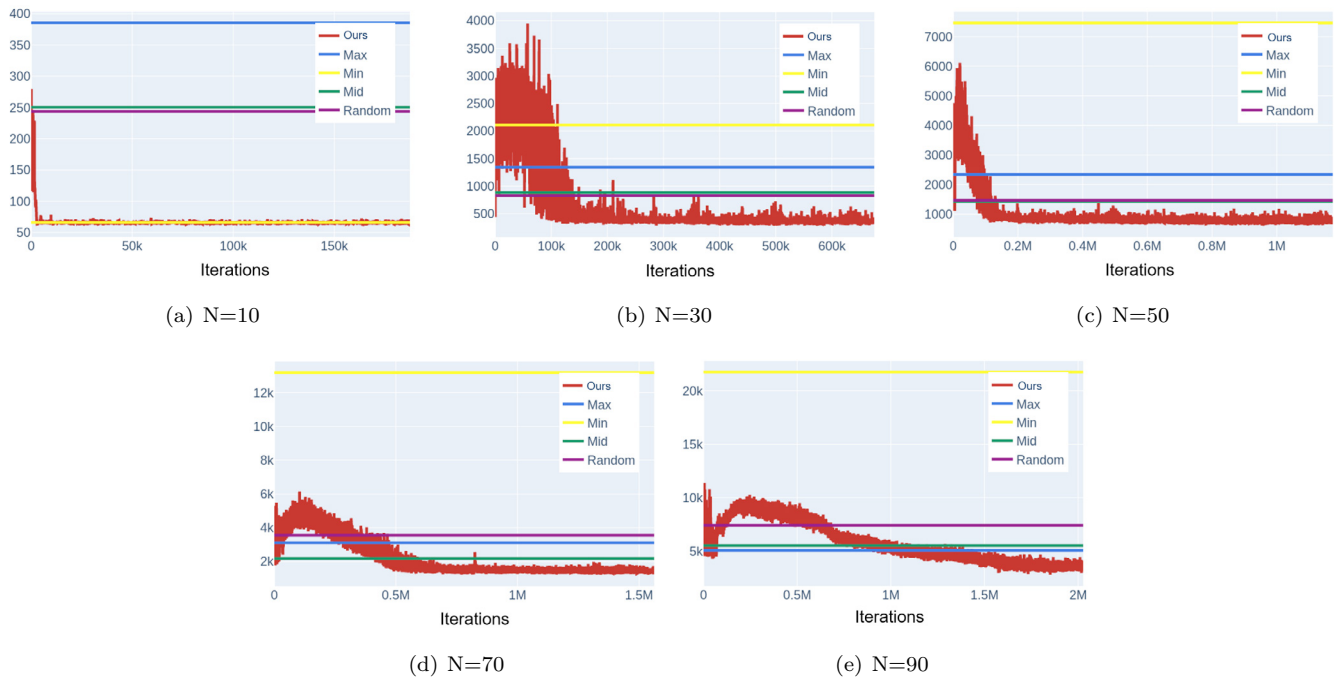 400
350
300
250
200
150
100
50
0
50k
100k
150k
Ours
Max
Min
Mid
Random
Iterations
(a) N=10
4000
3500
3000
2500
2000
1500
1000
500
0
100k
200k
300k
400k
500k
600k
Ours
Max
Min
Mid
Random
Iterations
(b) N=30
7000
6000
5000
4000
3000
2000
1000
0
0.2M
0.4M
0.6M
0.8M
1M
Ours
Max
Min
Mid
Random
Iterations
(c) N=50
12k
10k
8k
6k
4k
2k
0
0.5M
1M
1.5M
Ours
Max
Min
Mid
Random
Iterations
(d) N=70
20k
15k
10k
5k
0
0.5M
1M
1.5M
2M
Ours
Max
Min
Mid
Random
Iterations
(e) N=90